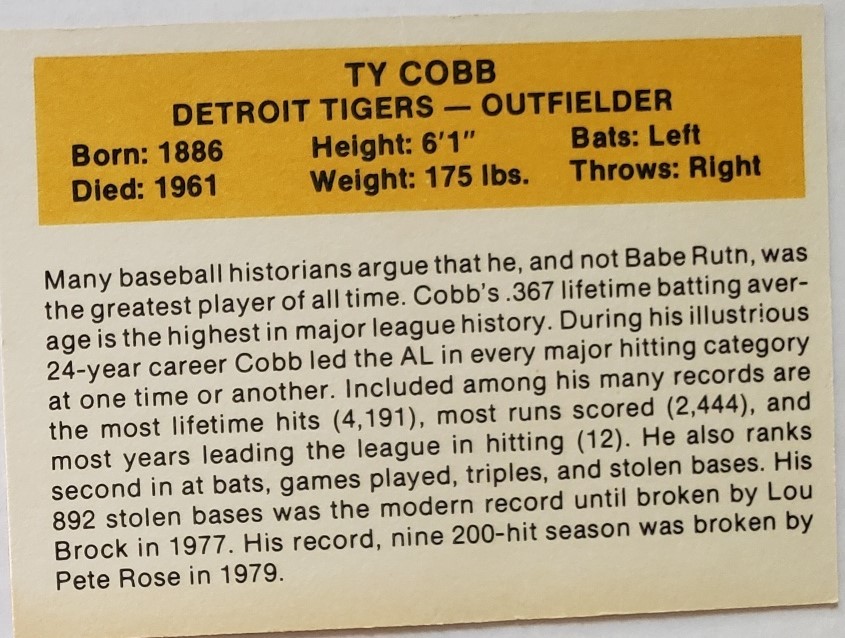 TY COBB
DETROIT TIGERS — OUTFIELDER
Born: 1886 Height: 6'1" Bats: Left
Died: 1961 Weight: 175 lbs. Throws: Right
Many baseball historians argue that he, and not Babe Rutn, was
the greatest player of all time. Cobb's .367 lifetime batting aver-
age is the highest in major league history. During his illustrious
24-year career Cobb led the AL in every major hitting category
at one time or another. Included among his many records are
the most lifetime hits (4,191), most runs scored (2,444), and
most years leading the league in hitting (12). He also ranks
second in at bats, games played, triples, and stolen bases. His
892 stolen bases was the modern record until broken by Lou
Brock in 1977. His record, nine 200-hit season was broken by
Pete Rose in 1979.